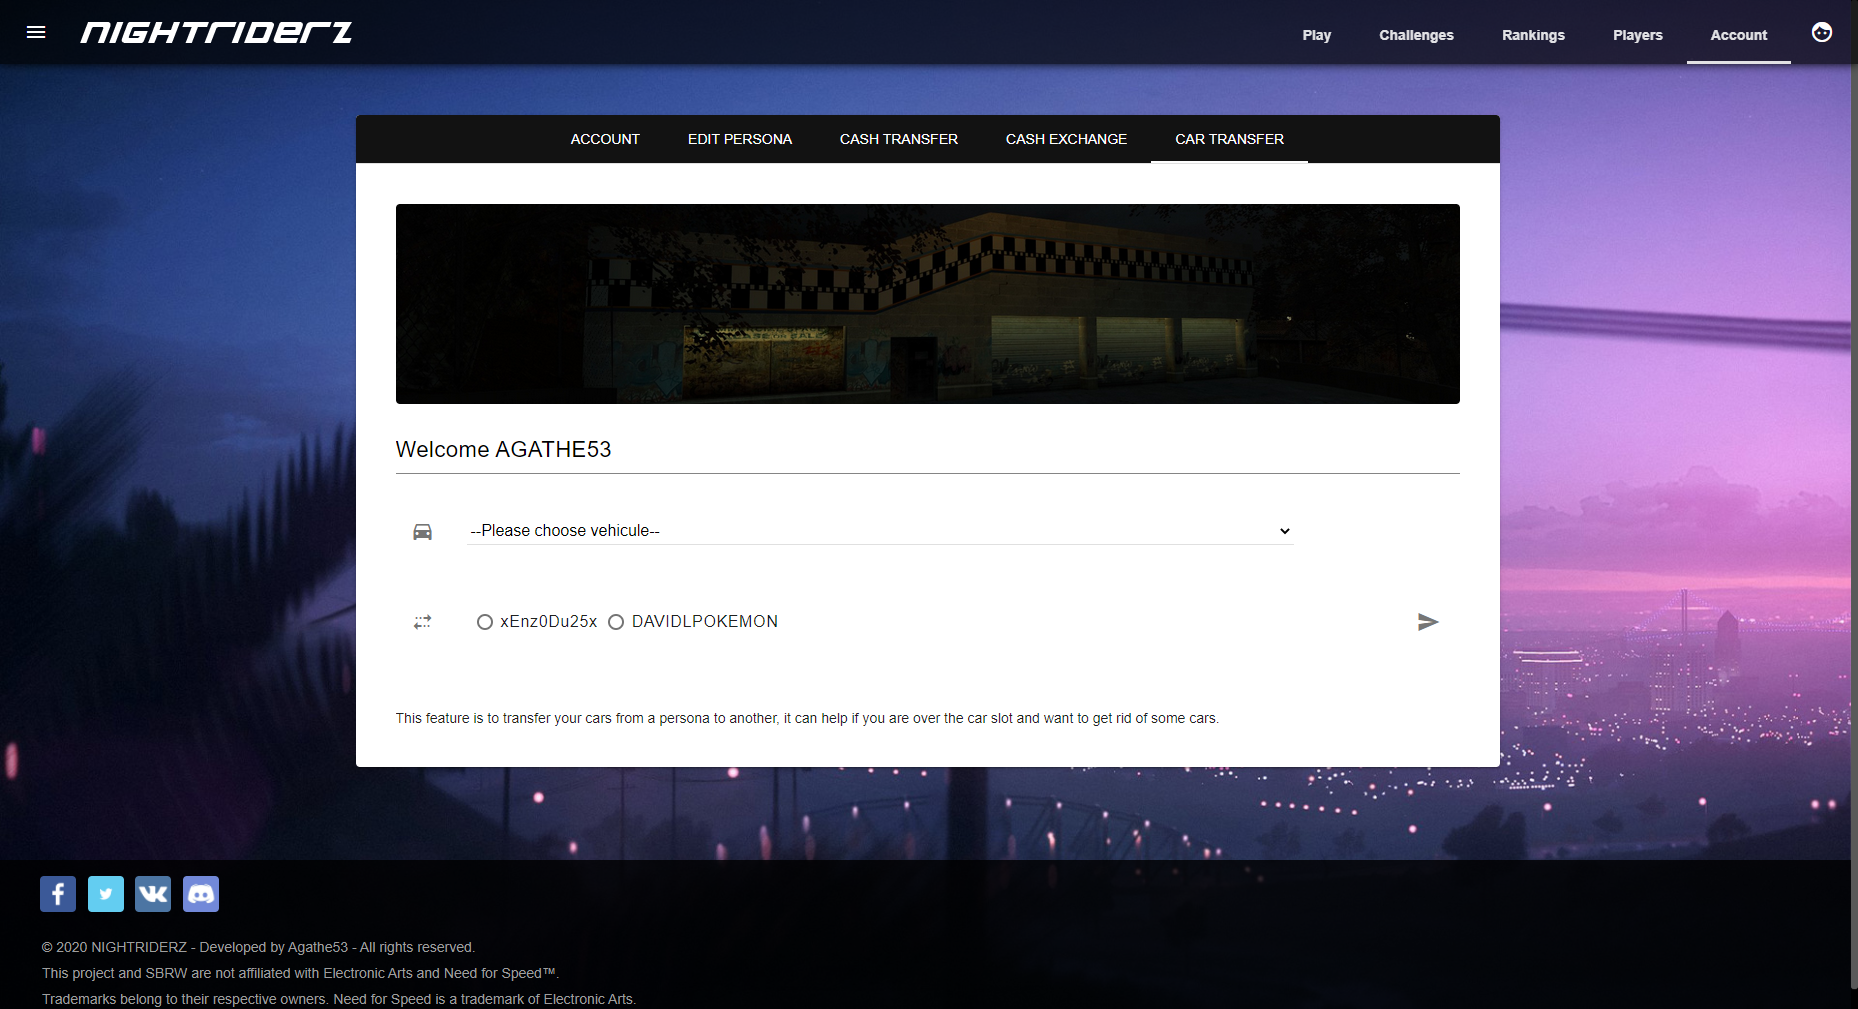 NIGHTRIDERZ
Play Challenges Rankings Players Account
ACCOUNT EDIT PERSONA CASH TRANSFER CASH EXCHANGE CAR TRANSFER
Welcome AGATHE53
--Please choose vehicule--
xEnz0Du25x DAVIDLPOKEMON
This feature is to transfer your cars from a persona to another, it can help if you are over the car slot and want to get rid of some cars.
© 2020 NIGHTRIDERZ - Developed by Agathe53 - All rights reserved.
This project and SBRW are not affiliated with Electronic Arts and Need for Speed™.
Trademarks belong to their respective owners. Need for Speed is a trademark of Electronic Arts.